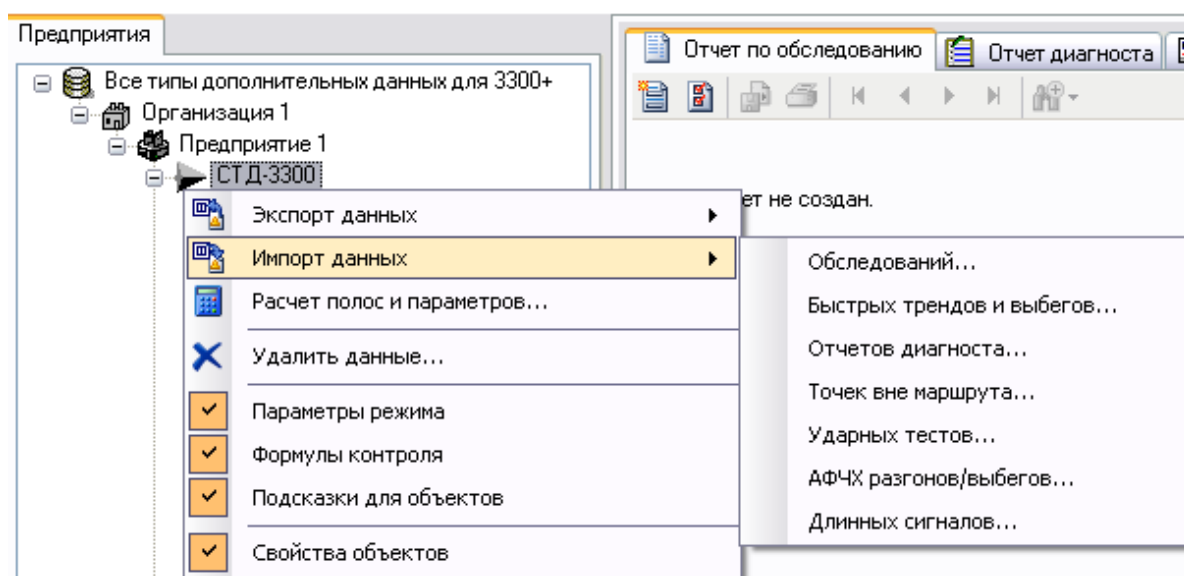 Предприятия
Все типы дополнительных данных для 3300+
Организация 1
Предприятие 1
СТД-3300
Экспорт данных
Импорт данных
Расчет полос и параметров...
Удалить данные...
Параметры режима
Формулы контроля
Подсказки для объектов
Свойства объектов
Отчет по обследованию
Отчет диагноста
не создан.
Обследований...
Быстрых трендов и выбегов...
Отчетов диагноста...
Точек вне маршрута...
Ударных тестов...
АФЧХ разгонов/выбегов...
Длинных сигналов...